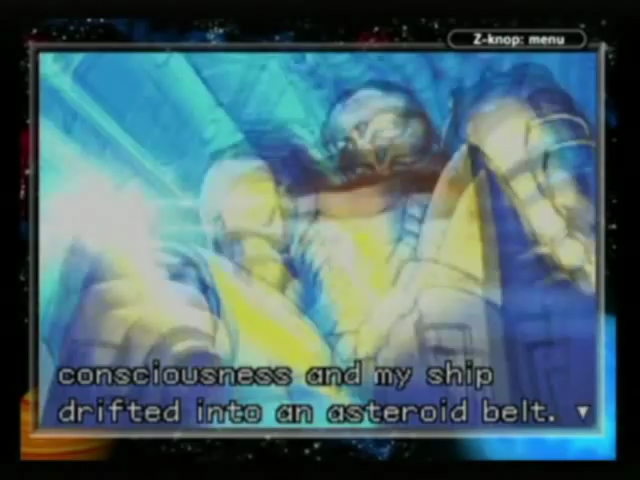 Z-knop: menu
consciousness and my ship
drifted into an asteroid belt.